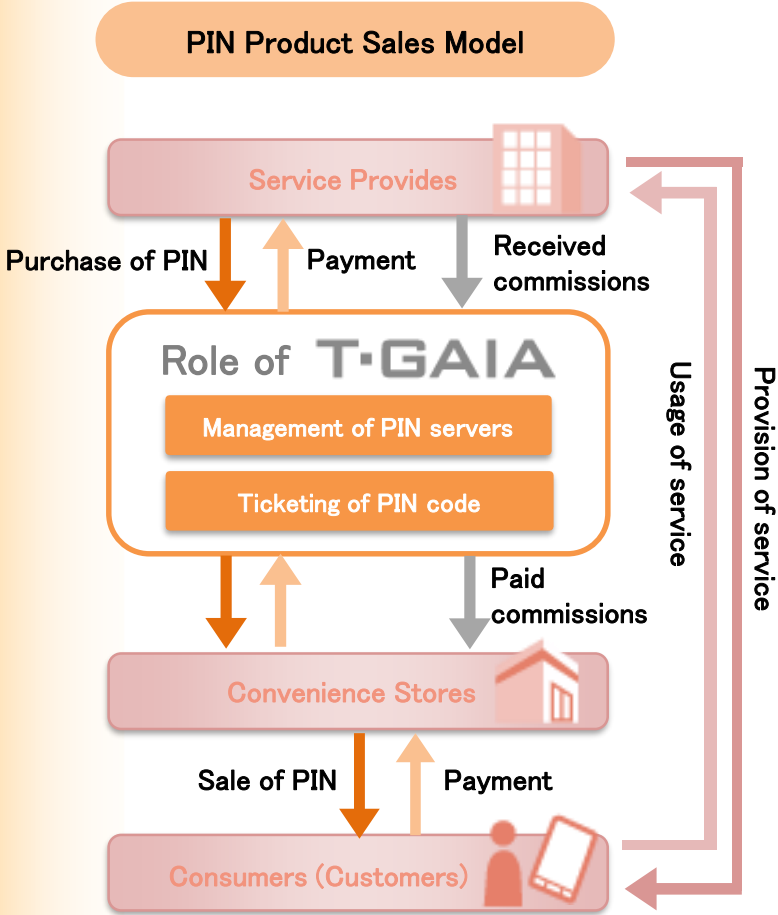 PIN Product Sales Model
Service Provides
Purchase of PIN
Payment
Received
commissions
Role of T·GAIA
Management of PIN servers
Ticketing of PIN code
Usage of service
Provision of service
Paid
commissions
Convenience Stores
Sale of PIN
Payment
Consumers (Customers)